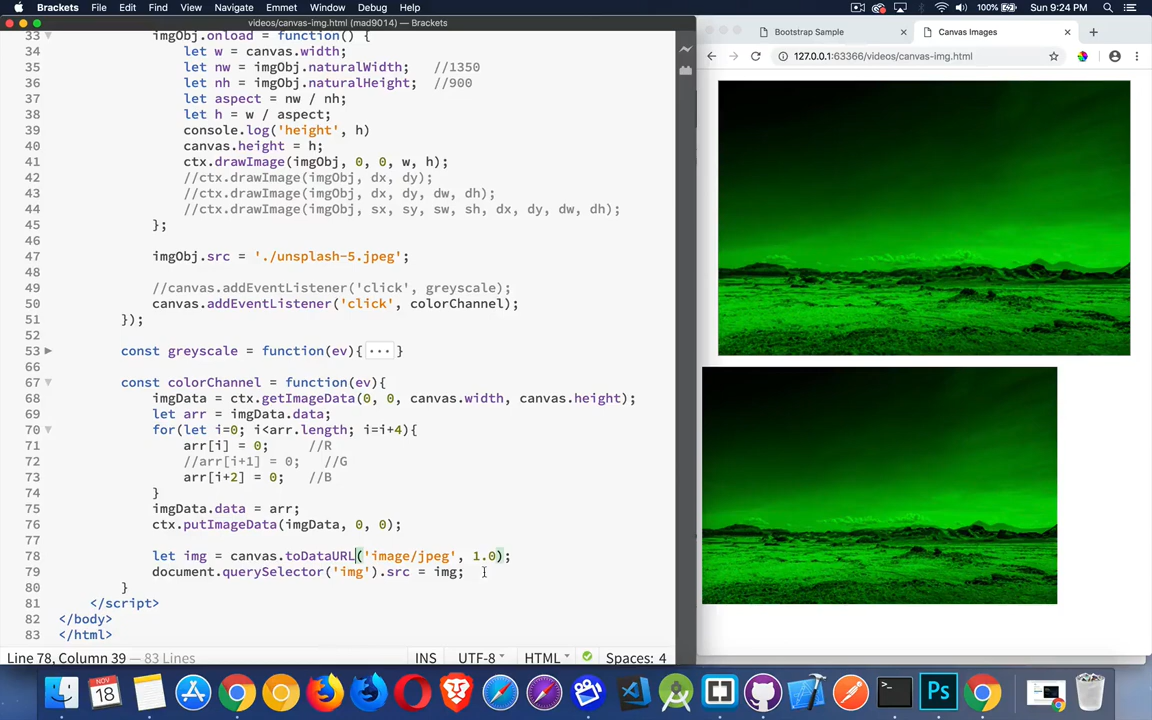 Brackets File Edit Find View Navigate Emmet Window Debug Help 100% Sun 9:24 PM
videos/canvas-img.html (mad9014) — Brackets
Bootstrap Sample
Canvas Images
127.0.0.1:63366/videos/canvas-img.html
33 imgObj.onload = function() {
34 let w = canvas.width;
35 let nw = imgObj.naturalWidth; //1350
36 let nh = imgObj.naturalHeight; //900
37 let aspect = nw / nh;
38 let h = w / aspect;
39 console.log('height', h)
40 canvas.height = h;
41 ctx.drawImage(imgObj, 0, 0, w, h);
42 //ctx.drawImage(imgObj, dx, dy);
43 //ctx.drawImage(imgObj, dx, dy, dw, dh);
44 //ctx.drawImage(imgObj, sx, sy, sw, sh, dx, dy, dw, dh);
45 };
46
47 imgObj.src = './unsplash-5.jpeg';
48
49 //canvas.addEventListener('click', greyscale);
50 canvas.addEventListener('click', colorChannel);
51 });
52
53 const greyscale = function(ev){ ... }
66
67 const colorChannel = function(ev){
68 imgData = ctx.getImageData(0, 0, canvas.width, canvas.height);
69 let arr = imgData.data;
70 for(let i=0; i<arr.length; i=i+4){
71 arr[i] = 0; //R
72 //arr[i+1] = 0; //G
73 arr[i+2] = 0; //B
74 }
75 imgData.data = arr;
76 ctx.putImageData(imgData, 0, 0);
77
78 let img = canvas.toDataURL('image/jpeg', 1.0);
79 document.querySelector('img').src = img;
80 }
81 </script>
82 </body>
83 </html>
Line 78, Column 39 — 83 Lines INS UTF-8 HTML Spaces: 4
NOV
18
Ps